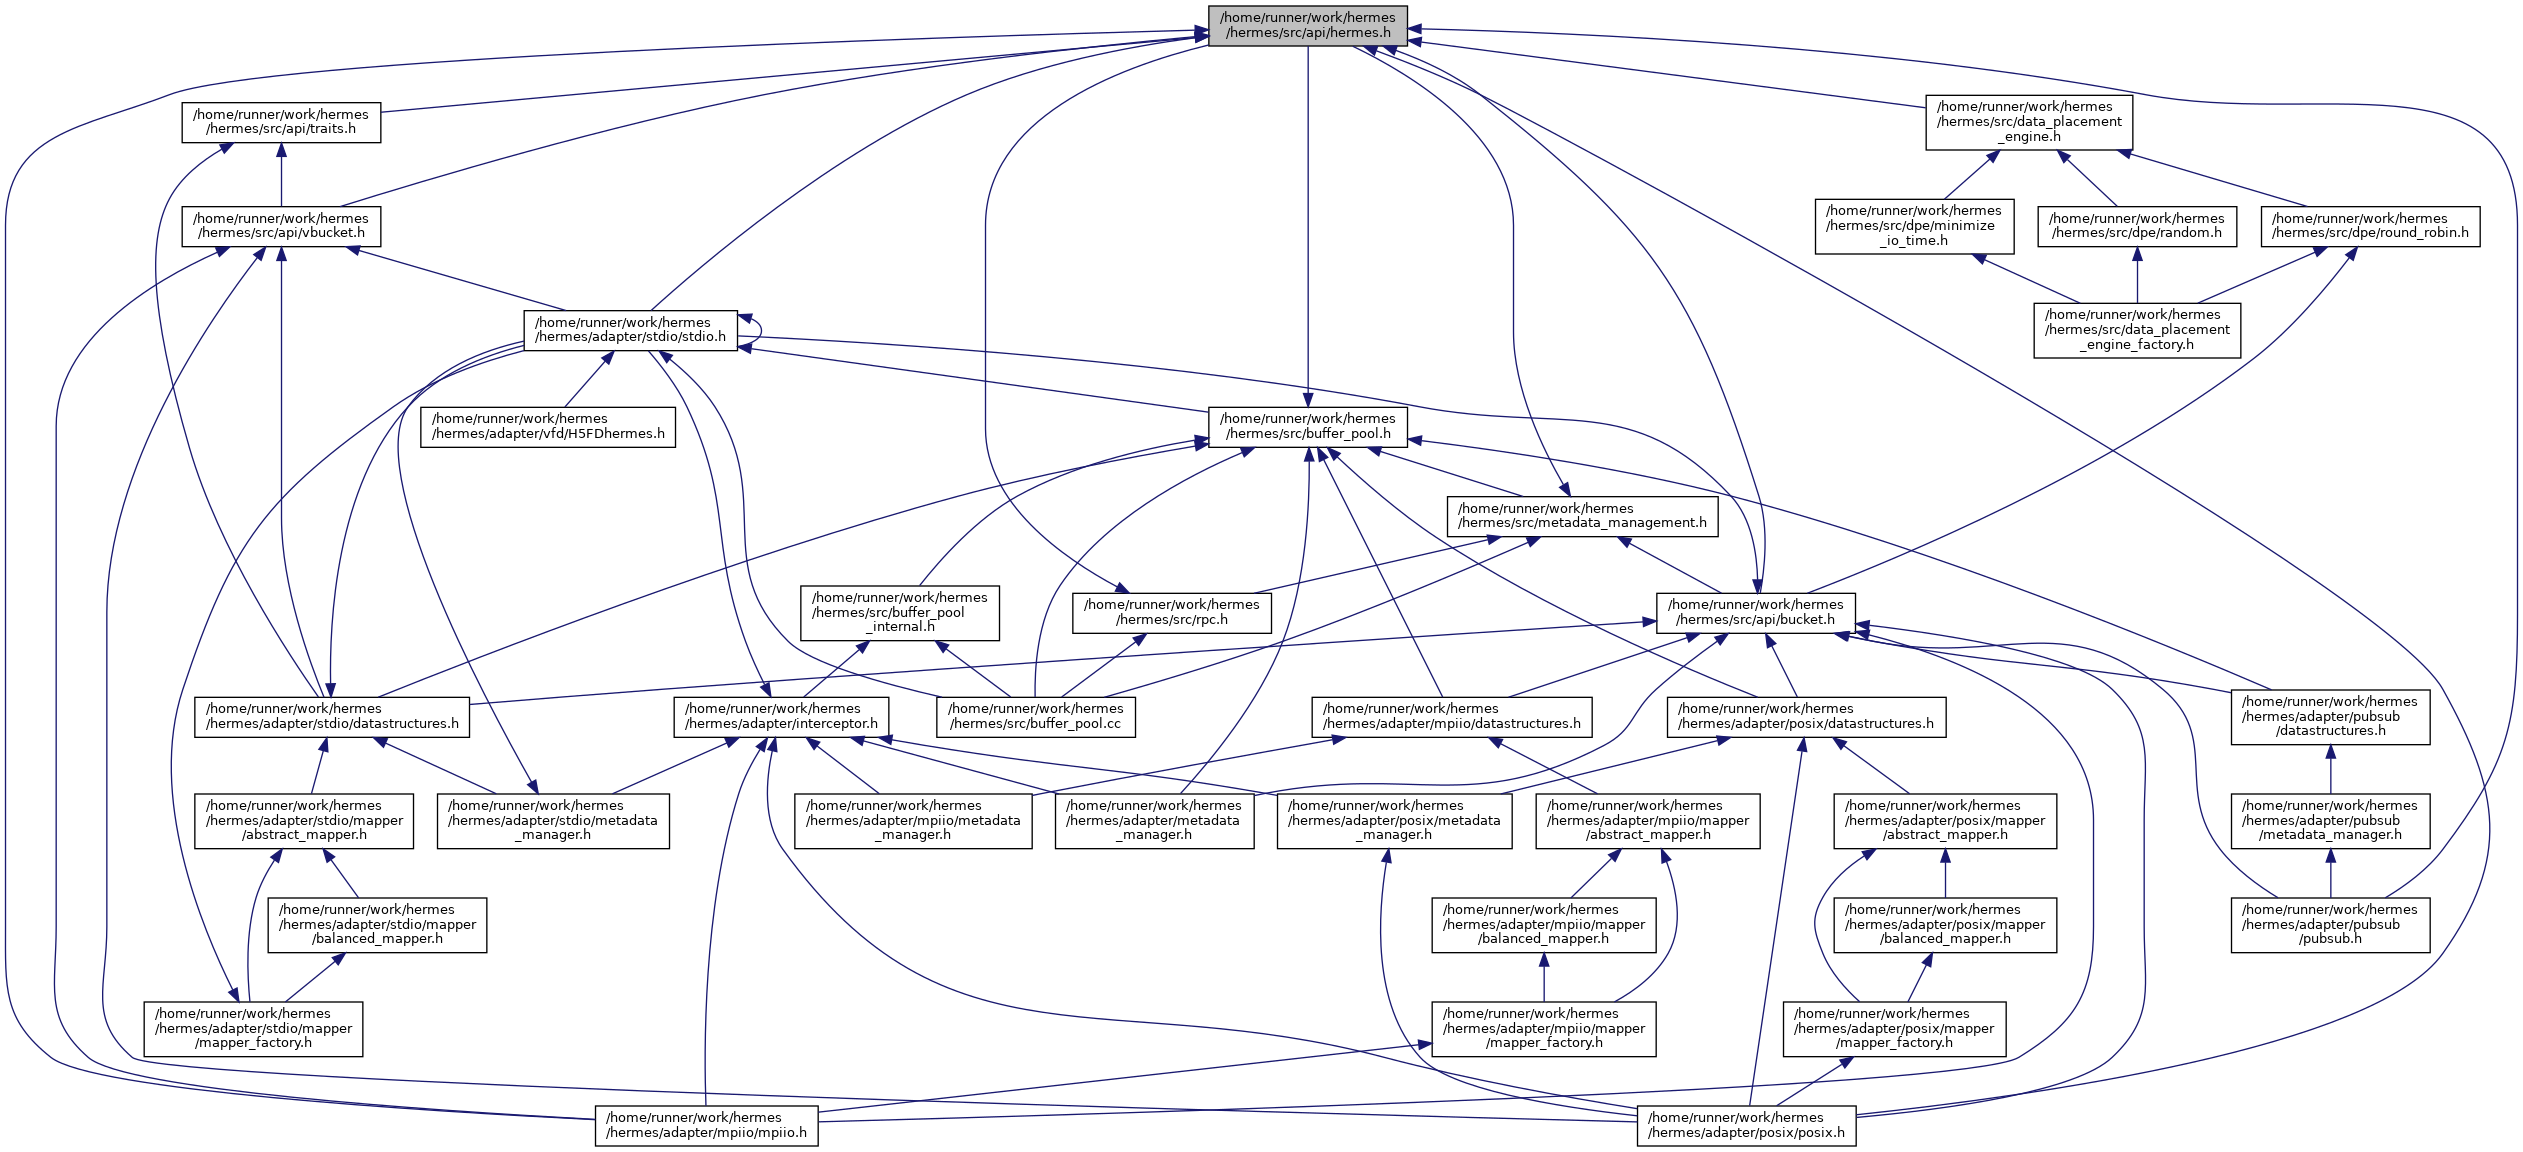 /home/runner/work/hermes
/hermes/src/api/hermes.h
/home/runner/work/hermes
/hermes/src/api/traits.h
/home/runner/work/hermes
/hermes/src/data_placement
_engine.h
/home/runner/work/hermes
/hermes/src/api/vbucket.h
/home/runner/work/hermes
/hermes/src/dpe/minimize
_io_time.h
/home/runner/work/hermes
/hermes/src/dpe/random.h
/home/runner/work/hermes
/hermes/src/dpe/round_robin.h
/home/runner/work/hermes
/hermes/adapter/stdio/stdio.h
/home/runner/work/hermes
/hermes/src/data_placement
_engine_factory.h
/home/runner/work/hermes
/hermes/adapter/vfd/H5FDhermes.h
/home/runner/work/hermes
/hermes/src/buffer_pool.h
/home/runner/work/hermes
/hermes/src/metadata_management.h
/home/runner/work/hermes
/hermes/src/buffer_pool
_internal.h
/home/runner/work/hermes
/hermes/src/rpc.h
/home/runner/work/hermes
/hermes/src/api/bucket.h
/home/runner/work/hermes
/hermes/adapter/stdio/datastructures.h
/home/runner/work/hermes
/hermes/adapter/interceptor.h
/home/runner/work/hermes
/hermes/src/buffer_pool.cc
/home/runner/work/hermes
/hermes/adapter/mpiio/datastructures.h
/home/runner/work/hermes
/hermes/adapter/posix/datastructures.h
/home/runner/work/hermes
/hermes/adapter/pubsub
/datastructures.h
/home/runner/work/hermes
/hermes/adapter/stdio/mapper
/abstract_mapper.h
/home/runner/work/hermes
/hermes/adapter/stdio/metadata
_manager.h
/home/runner/work/hermes
/hermes/adapter/mpiio/metadata
_manager.h
/home/runner/work/hermes
/hermes/adapter/metadata
_manager.h
/home/runner/work/hermes
/hermes/adapter/posix/metadata
_manager.h
/home/runner/work/hermes
/hermes/adapter/mpiio/mapper
/abstract_mapper.h
/home/runner/work/hermes
/hermes/adapter/posix/mapper
/abstract_mapper.h
/home/runner/work/hermes
/hermes/adapter/pubsub
/metadata_manager.h
/home/runner/work/hermes
/hermes/adapter/stdio/mapper
/balanced_mapper.h
/home/runner/work/hermes
/hermes/adapter/mpiio/mapper
/balanced_mapper.h
/home/runner/work/hermes
/hermes/adapter/posix/mapper
/balanced_mapper.h
/home/runner/work/hermes
/hermes/adapter/pubsub
/pubsub.h
/home/runner/work/hermes
/hermes/adapter/stdio/mapper
/mapper_factory.h
/home/runner/work/hermes
/hermes/adapter/mpiio/mapper
/mapper_factory.h
/home/runner/work/hermes
/hermes/adapter/posix/mapper
/mapper_factory.h
/home/runner/work/hermes
/hermes/adapter/mpiio/mpiio.h
/home/runner/work/hermes
/hermes/adapter/posix/posix.h